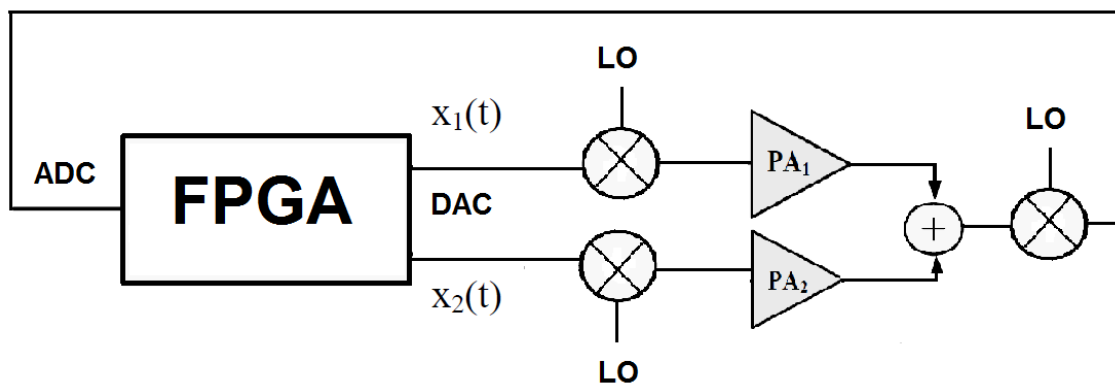 LO
x₁(t)
LO
ADC
FPGA
DAC
PA₁
+
x₂(t)
PA₂
LO